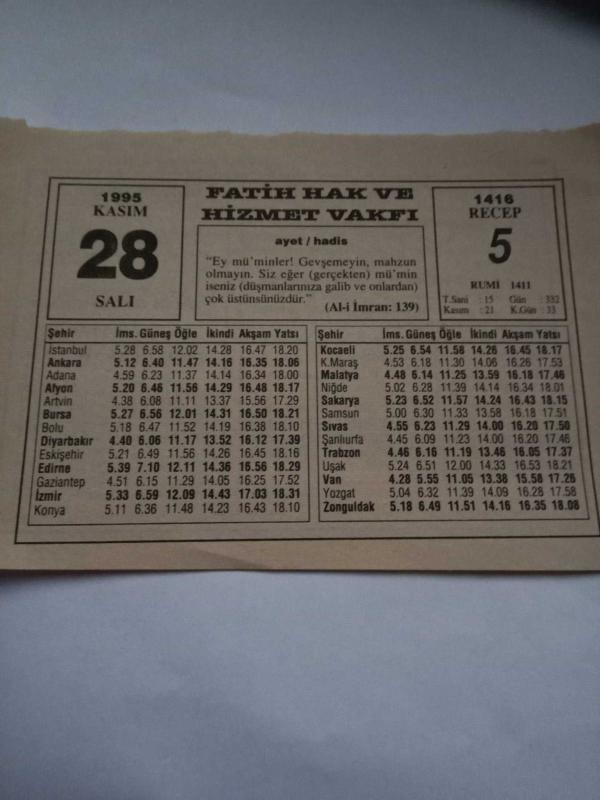 1995
KASIM
28
SALI
FATİH HAK VE
HİZMET VAKFI
ayet / hadis
“Ey mü’minler! Gevşemeyin, mahzun
olmayın. Siz eğer (gerçekten) mü’min
iseniz (düşmanlarınıza galib ve onlardan)
çok üstünsünüzdür.”
(Al-i İmran: 139)
1416
RECEP
5
RUMİ 1411
T.Sani : 15 Gün : 332
Kasım : 21 K.Gün : 33
Şehir İms. Güneş Öğle İkindi Akşam Yatsı
İstanbul 5.28 6.58 12.02 14.28 16.47 18.20
Ankara 5.12 6.40 11.47 14.16 16.35 18.06
Adana 4.59 6.23 11.37 14.14 16.34 18.00
Afyon 5.20 6.46 11.56 14.29 16.48 18.17
Artvin 4.38 6.08 11.11 13.37 15.56 17.29
Bursa 5.27 6.56 12.01 14.31 16.50 18.21
Bolu 5.18 6.47 11.52 14.19 16.38 18.10
Diyarbakır 4.40 6.06 11.17 13.52 16.12 17.39
Eskişehir 5.21 6.49 11.56 14.26 16.45 18.16
Edirne 5.39 7.10 12.11 14.36 16.56 18.29
Gaziantep 4.51 6.15 11.29 14.05 16.25 17.52
İzmir 5.33 6.59 12.09 14.43 17.03 18.31
Konya 5.11 6.36 11.48 14.23 16.43 18.10
Şehir İms. Güneş Öğle İkindi Akşam Yatsı
Kocaeli 5.25 6.54 11.58 14.26 16.45 18.17
K.Maraş 4.53 6.18 11.30 14.06 16.26 17.53
Malatya 4.48 6.14 11.25 13.59 16.18 17.46
Niğde 5.02 6.28 11.39 14.14 16.34 18.01
Sakarya 5.23 6.52 11.57 14.24 16.43 18.15
Samsun 5.00 6.30 11.33 13.58 16.18 17.51
Sıvas 4.55 6.23 11.29 14.00 16.20 17.50
Şanlıurfa 4.45 6.09 11.23 14.00 16.20 17.46
Trabzon 4.46 6.16 11.19 13.46 16.05 17.37
Uşak 5.24 6.51 12.00 14.33 16.53 18.21
Van 4.28 5.55 11.05 13.38 15.58 17.26
Yozgat 5.04 6.32 11.39 14.09 16.28 17.58
Zonguldak 5.18 6.49 11.51 14.16 16.35 18.08